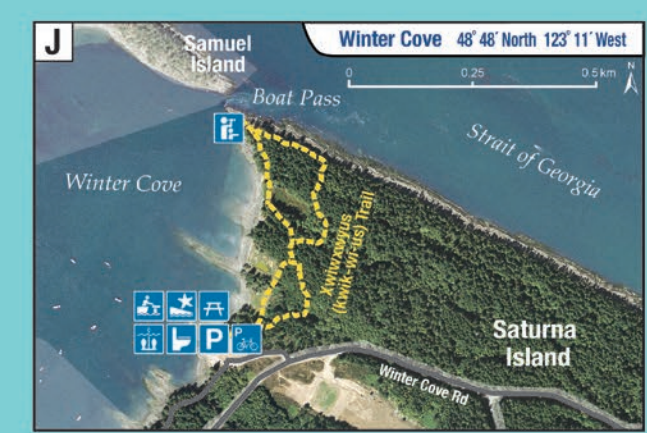 J
Samuel
Island
Winter Cove 48° 48´ North 123° 11´ West
0 0.25 0.5 km
N
Boat Pass
Strait of Georgia
Winter Cove
Xwiwxwyus
(kwik-wi-us) Trail
P
P
Saturna
Island
Winter Cove Rd